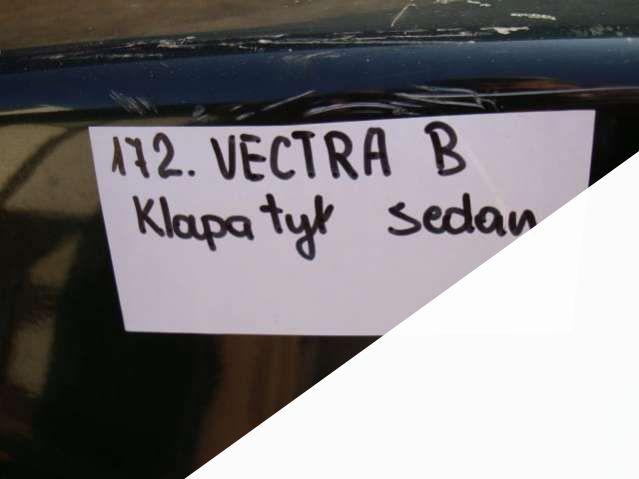 172. VECTRA B
Klapa tył sedan